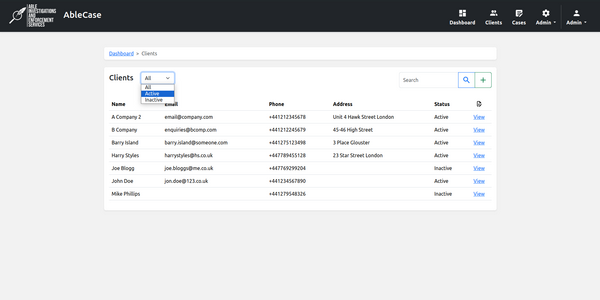 ABLE
INVESTIGATIONS
AND
ENFORCEMENT
SERVICES
AbleCase
Dashboard
Clients
Cases
Admin
Admin
Dashboard > Clients
Clients
All
Search
All
Active
Inactive
Name Email Phone Address Status
A Company 2 email@company.com +441212345678 Unit 4 Hawk Street London Active View
B Company enquiries@bcomp.com +441212245679 45-46 High Street Active View
Barry Island barry.island@someone.com +441275123498 3 Place Glouster Active View
Harry Styles harrystyles@hs.co.uk +447789455128 23 Star Street London Active View
Joe Blogg joe.bloggs@me.co.uk +447769299204 Inactive View
John Doe jon.doe@123.co.uk +441234567890 Active View
Mike Phillips +441279548326 Inactive View